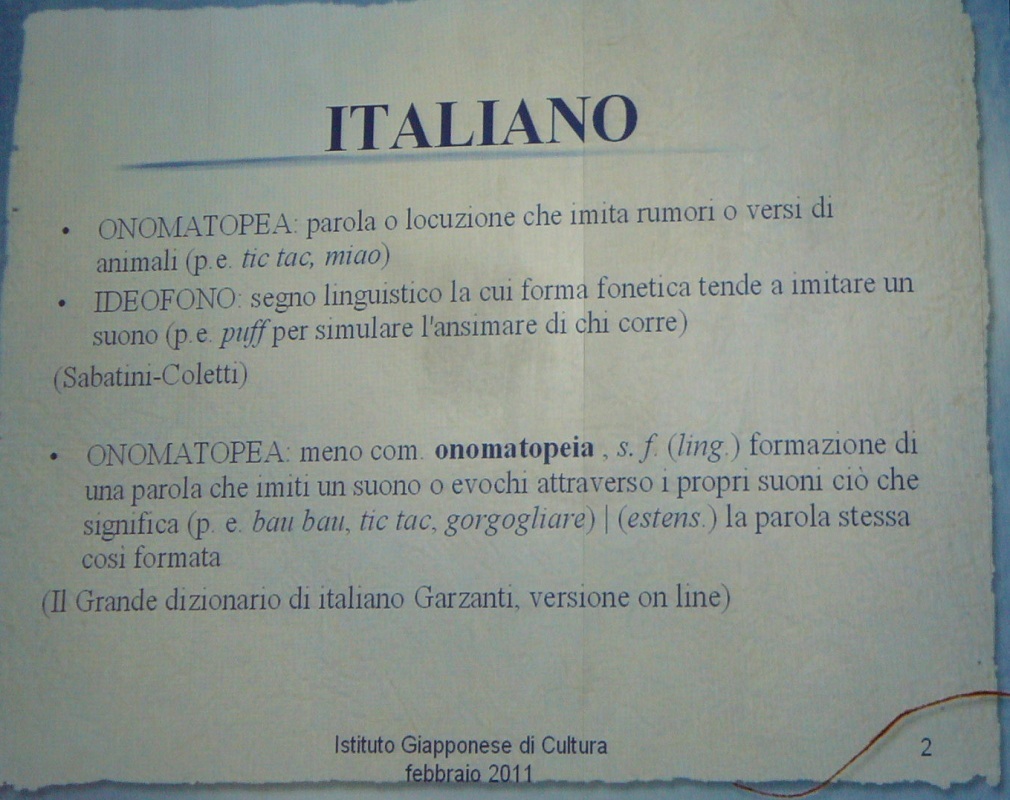 ITALIANO
• ONOMATOPEA: parola o locuzione che imita rumori o versi di
animali (p.e. tic tac, miao)
• IDEOFONO: segno linguistico la cui forma fonetica tende a imitare un
suono (p.e. puff per simulare l'ansimare di chi corre)
(Sabatini-Coletti)
• ONOMATOPEA: meno com. onomatopeia , s. f. (ling.) formazione di
una parola che imiti un suono o evochi attraverso i propri suoni ciò che
significa (p. e. bau bau, tic tac, gorgogliare) | (estens.) la parola stessa
così formata
(Il Grande dizionario di italiano Garzanti, versione on line)
Istituto Giapponese di Cultura
febbraio 2011
2